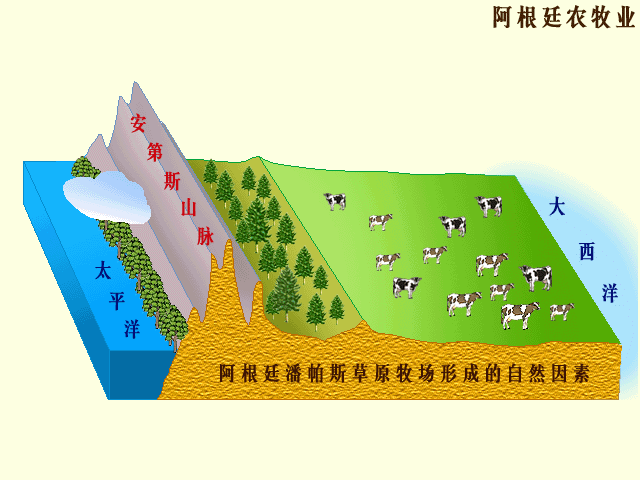 阿根廷农牧业
安第斯山脉
太平洋
大西洋
阿根廷潘帕斯草原牧场形成的自然因素